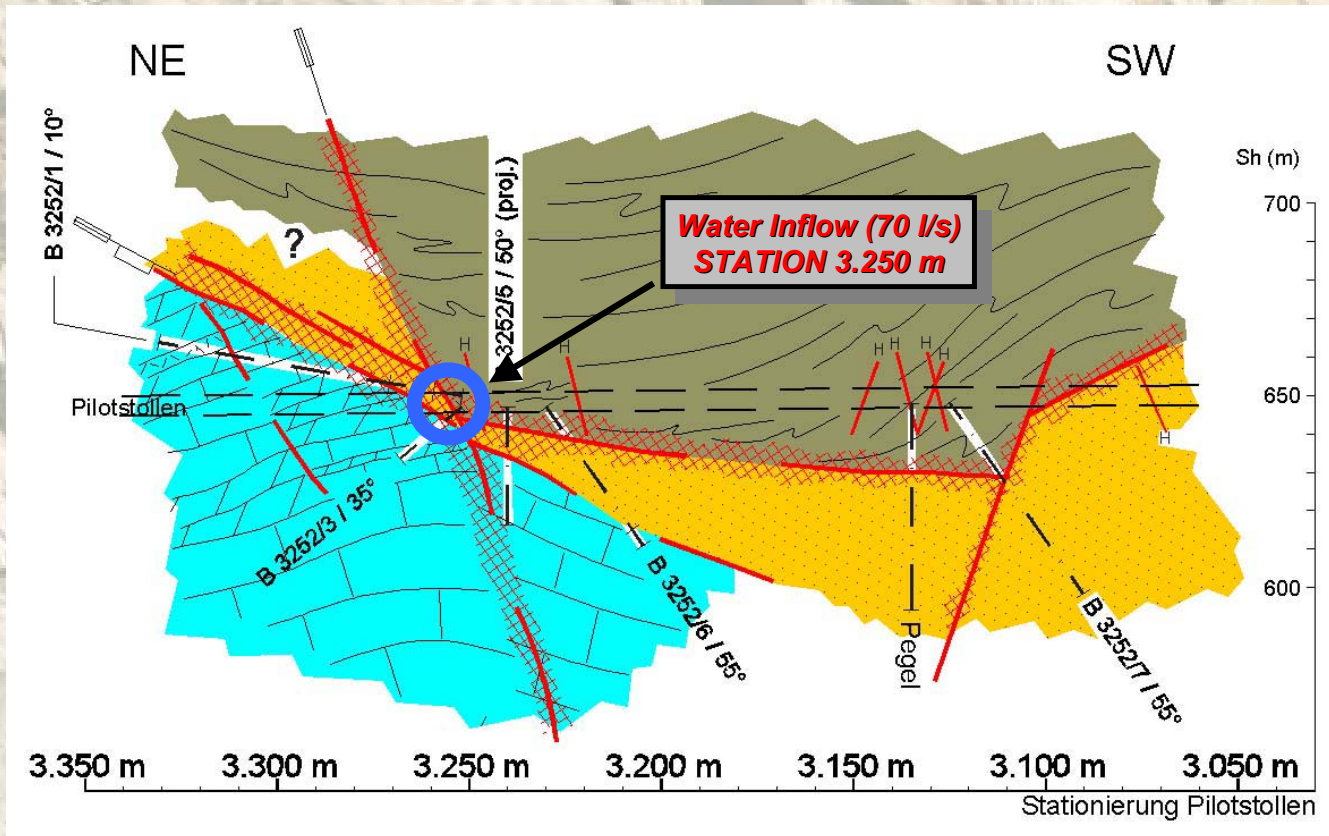 NE
SW
B 3252/1 / 10°
3252/5 / 50° (proj.)
Sh (m)
700
650
600
?
Water Inflow (70 l/s)
STATION 3.250 m
H
H
H
H
H
H
H
Pilotstollen
B 3252/3 / 35°
B 3252/6 / 55°
Pegel
B 3252/7 / 55°
3.350 m
3.300 m
3.250 m
3.200 m
3.150 m
3.100 m
3.050 m
Stationierung Pilotstollen